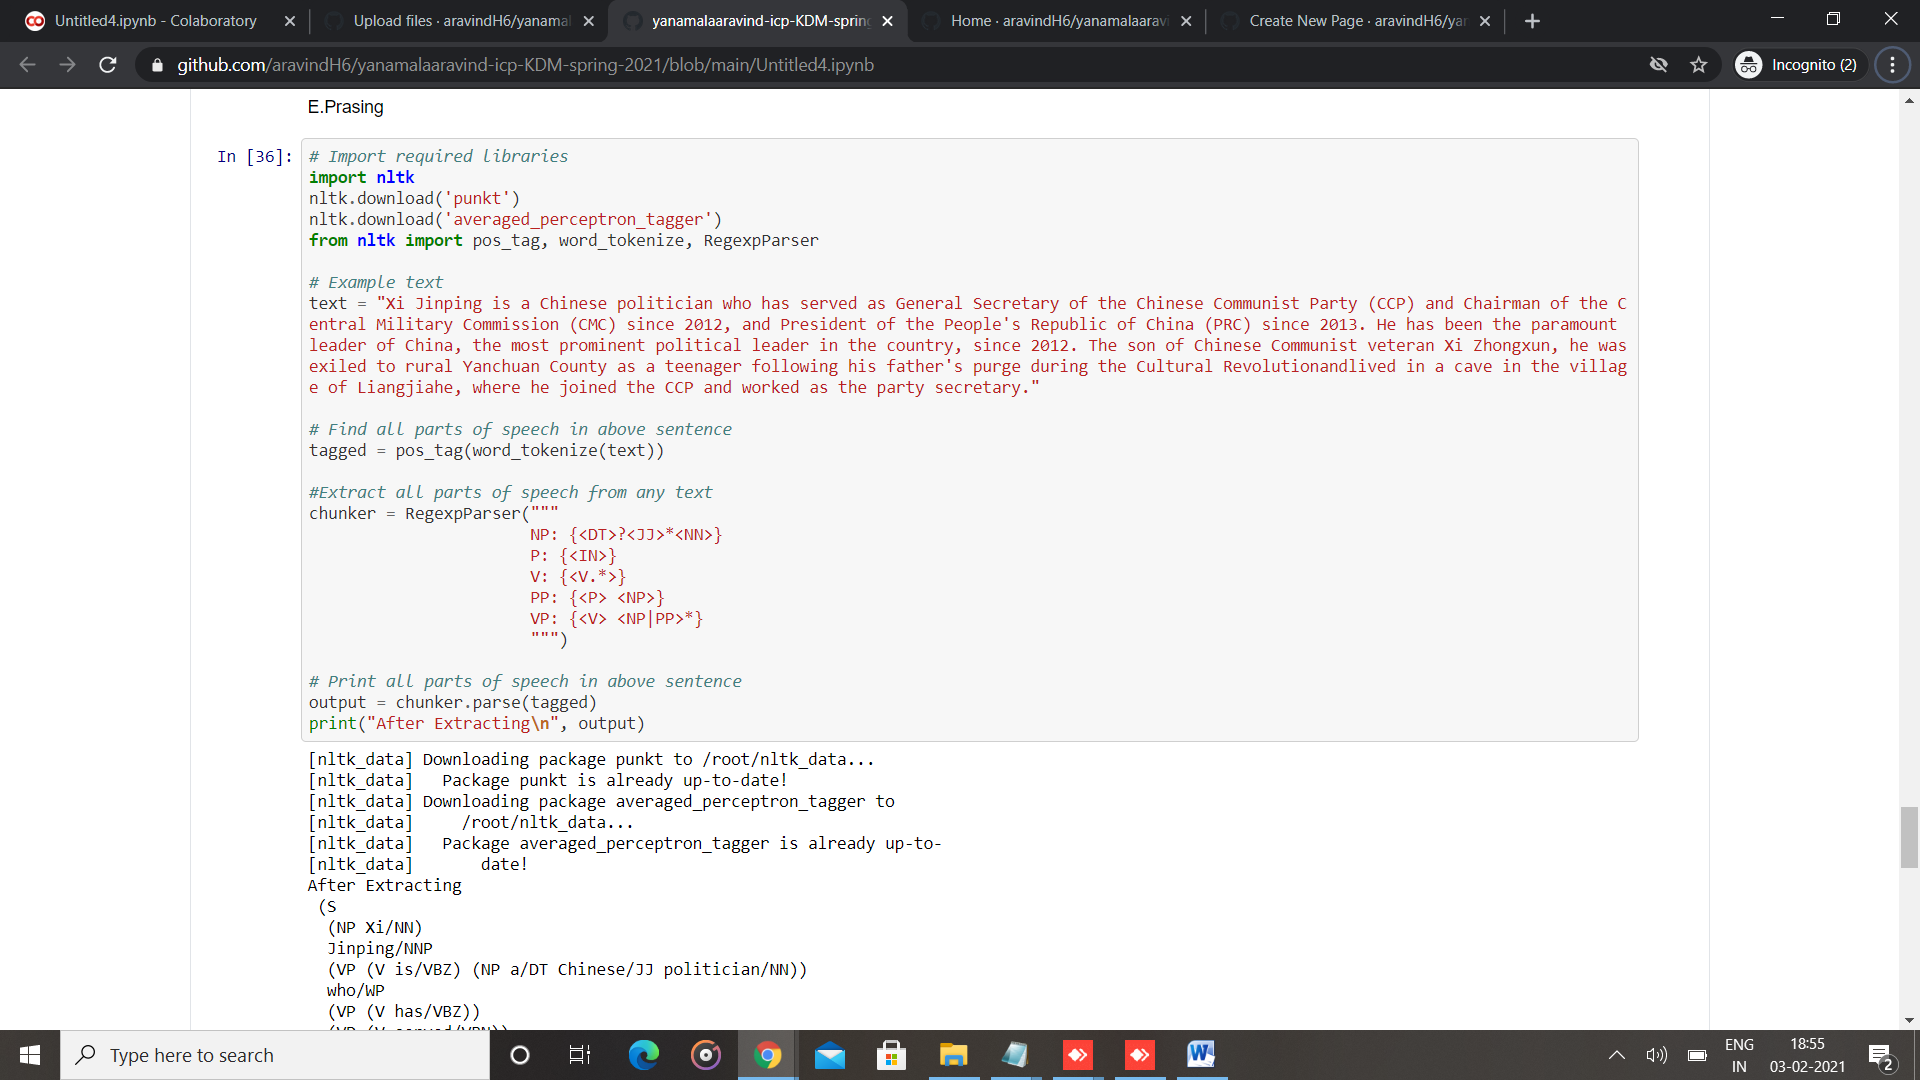 Untitled4.ipynb - Colaboratory
Upload files · aravindH6/yanamal
yanamalaaravind-icp-KDM-spring
Home · aravindH6/yanamalaaravi
Create New Page · aravindH6/yar
github.com/aravindH6/yanamalaaravind-icp-KDM-spring-2021/blob/main/Untitled4.ipynb
Incognito (2)
E.Prasing
In [36]:
# Import required libraries
import nltk
nltk.download('punkt')
nltk.download('averaged_perceptron_tagger')
from nltk import pos_tag, word_tokenize, RegexpParser
# Example text
text = "Xi Jinping is a Chinese politician who has served as General Secretary of the Chinese Communist Party (CCP) and Chairman of the C
entral Military Commission (CMC) since 2012, and President of the People's Republic of China (PRC) since 2013. He has been the paramount
leader of China, the most prominent political leader in the country, since 2012. The son of Chinese Communist veteran Xi Zhongxun, he was
exiled to rural Yanchuan County as a teenager following his father's purge during the Cultural Revolutionandlived in a cave in the villag
e of Liangjiahe, where he joined the CCP and worked as the party secretary."
# Find all parts of speech in above sentence
tagged = pos_tag(word_tokenize(text))
#Extract all parts of speech from any text
chunker = RegexpParser("""
NP: {<DT>?<JJ>*<NN>}
P: {<IN>}
V: {<V.*>}
PP: {<P> <NP>}
VP: {<V> <NP|PP>*}
""")
# Print all parts of speech in above sentence
output = chunker.parse(tagged)
print("After Extracting\n", output)
[nltk_data] Downloading package punkt to /root/nltk_data...
[nltk_data]   Package punkt is already up-to-date!
[nltk_data] Downloading package averaged_perceptron_tagger to
[nltk_data]     /root/nltk_data...
[nltk_data]   Package averaged_perceptron_tagger is already up-to-
[nltk_data]       date!
After Extracting
(S
(NP Xi/NN)
Jinping/NNP
(VP (V is/VBZ) (NP a/DT Chinese/JJ politician/NN))
who/WP
(VP (V has/VBZ))
(VP (V served/VBN))
Type here to search
ENG
IN
18:55
03-02-2021
2